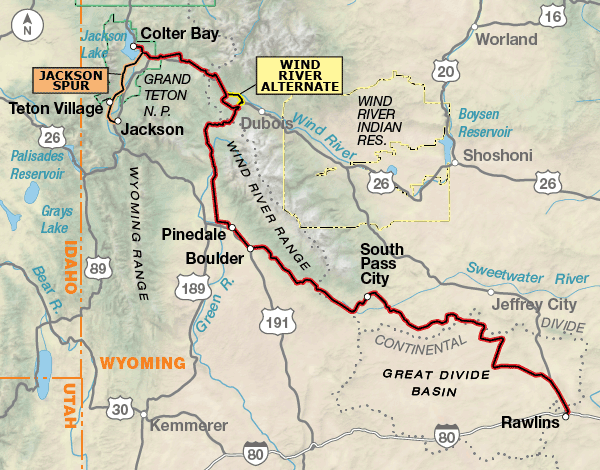 N
Jackson
Lake
Colter Bay
JACKSON
SPUR
GRAND
TETON
N. P.
WIND
RIVER
ALTERNATE
Teton Village
Jackson
Dubois
Wind River
WIND
RIVER
INDIAN
RES.
Worland
16
20
Boysen
Reservoir
Shoshoni
26
26
26
Palisades
Reservoir
Grays
Lake
WYOMING RANGE
WIND RIVER RANGE
IDAHO
89
Bear R.
Pinedale
Boulder
189
Green R.
191
South
Pass
City
Sweetwater River
Jeffrey City
CONTINENTAL
DIVIDE
GREAT DIVIDE
BASIN
WYOMING
UTAH
30
Kemmerer
80
80
Rawlins